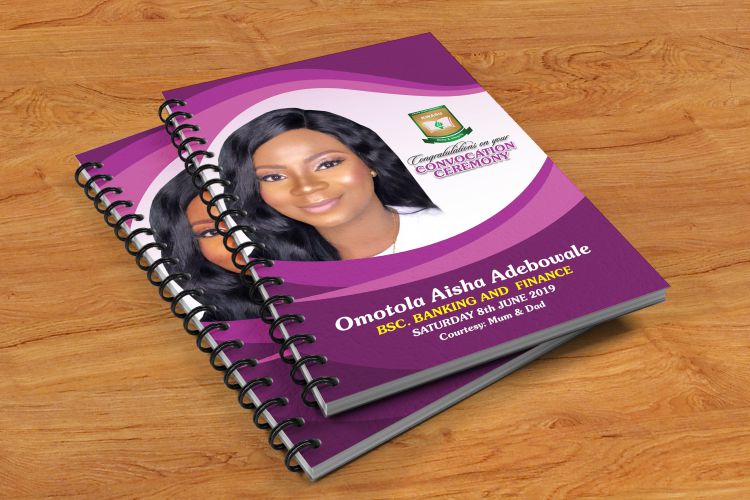 KWASU
Congratulations on your
CONVOCATION
CEREMONY
Omotola Aisha Adebowale
BSC. BANKING AND FINANCE
SATURDAY 8th JUNE 2019
Courtesy: Mum & Dad